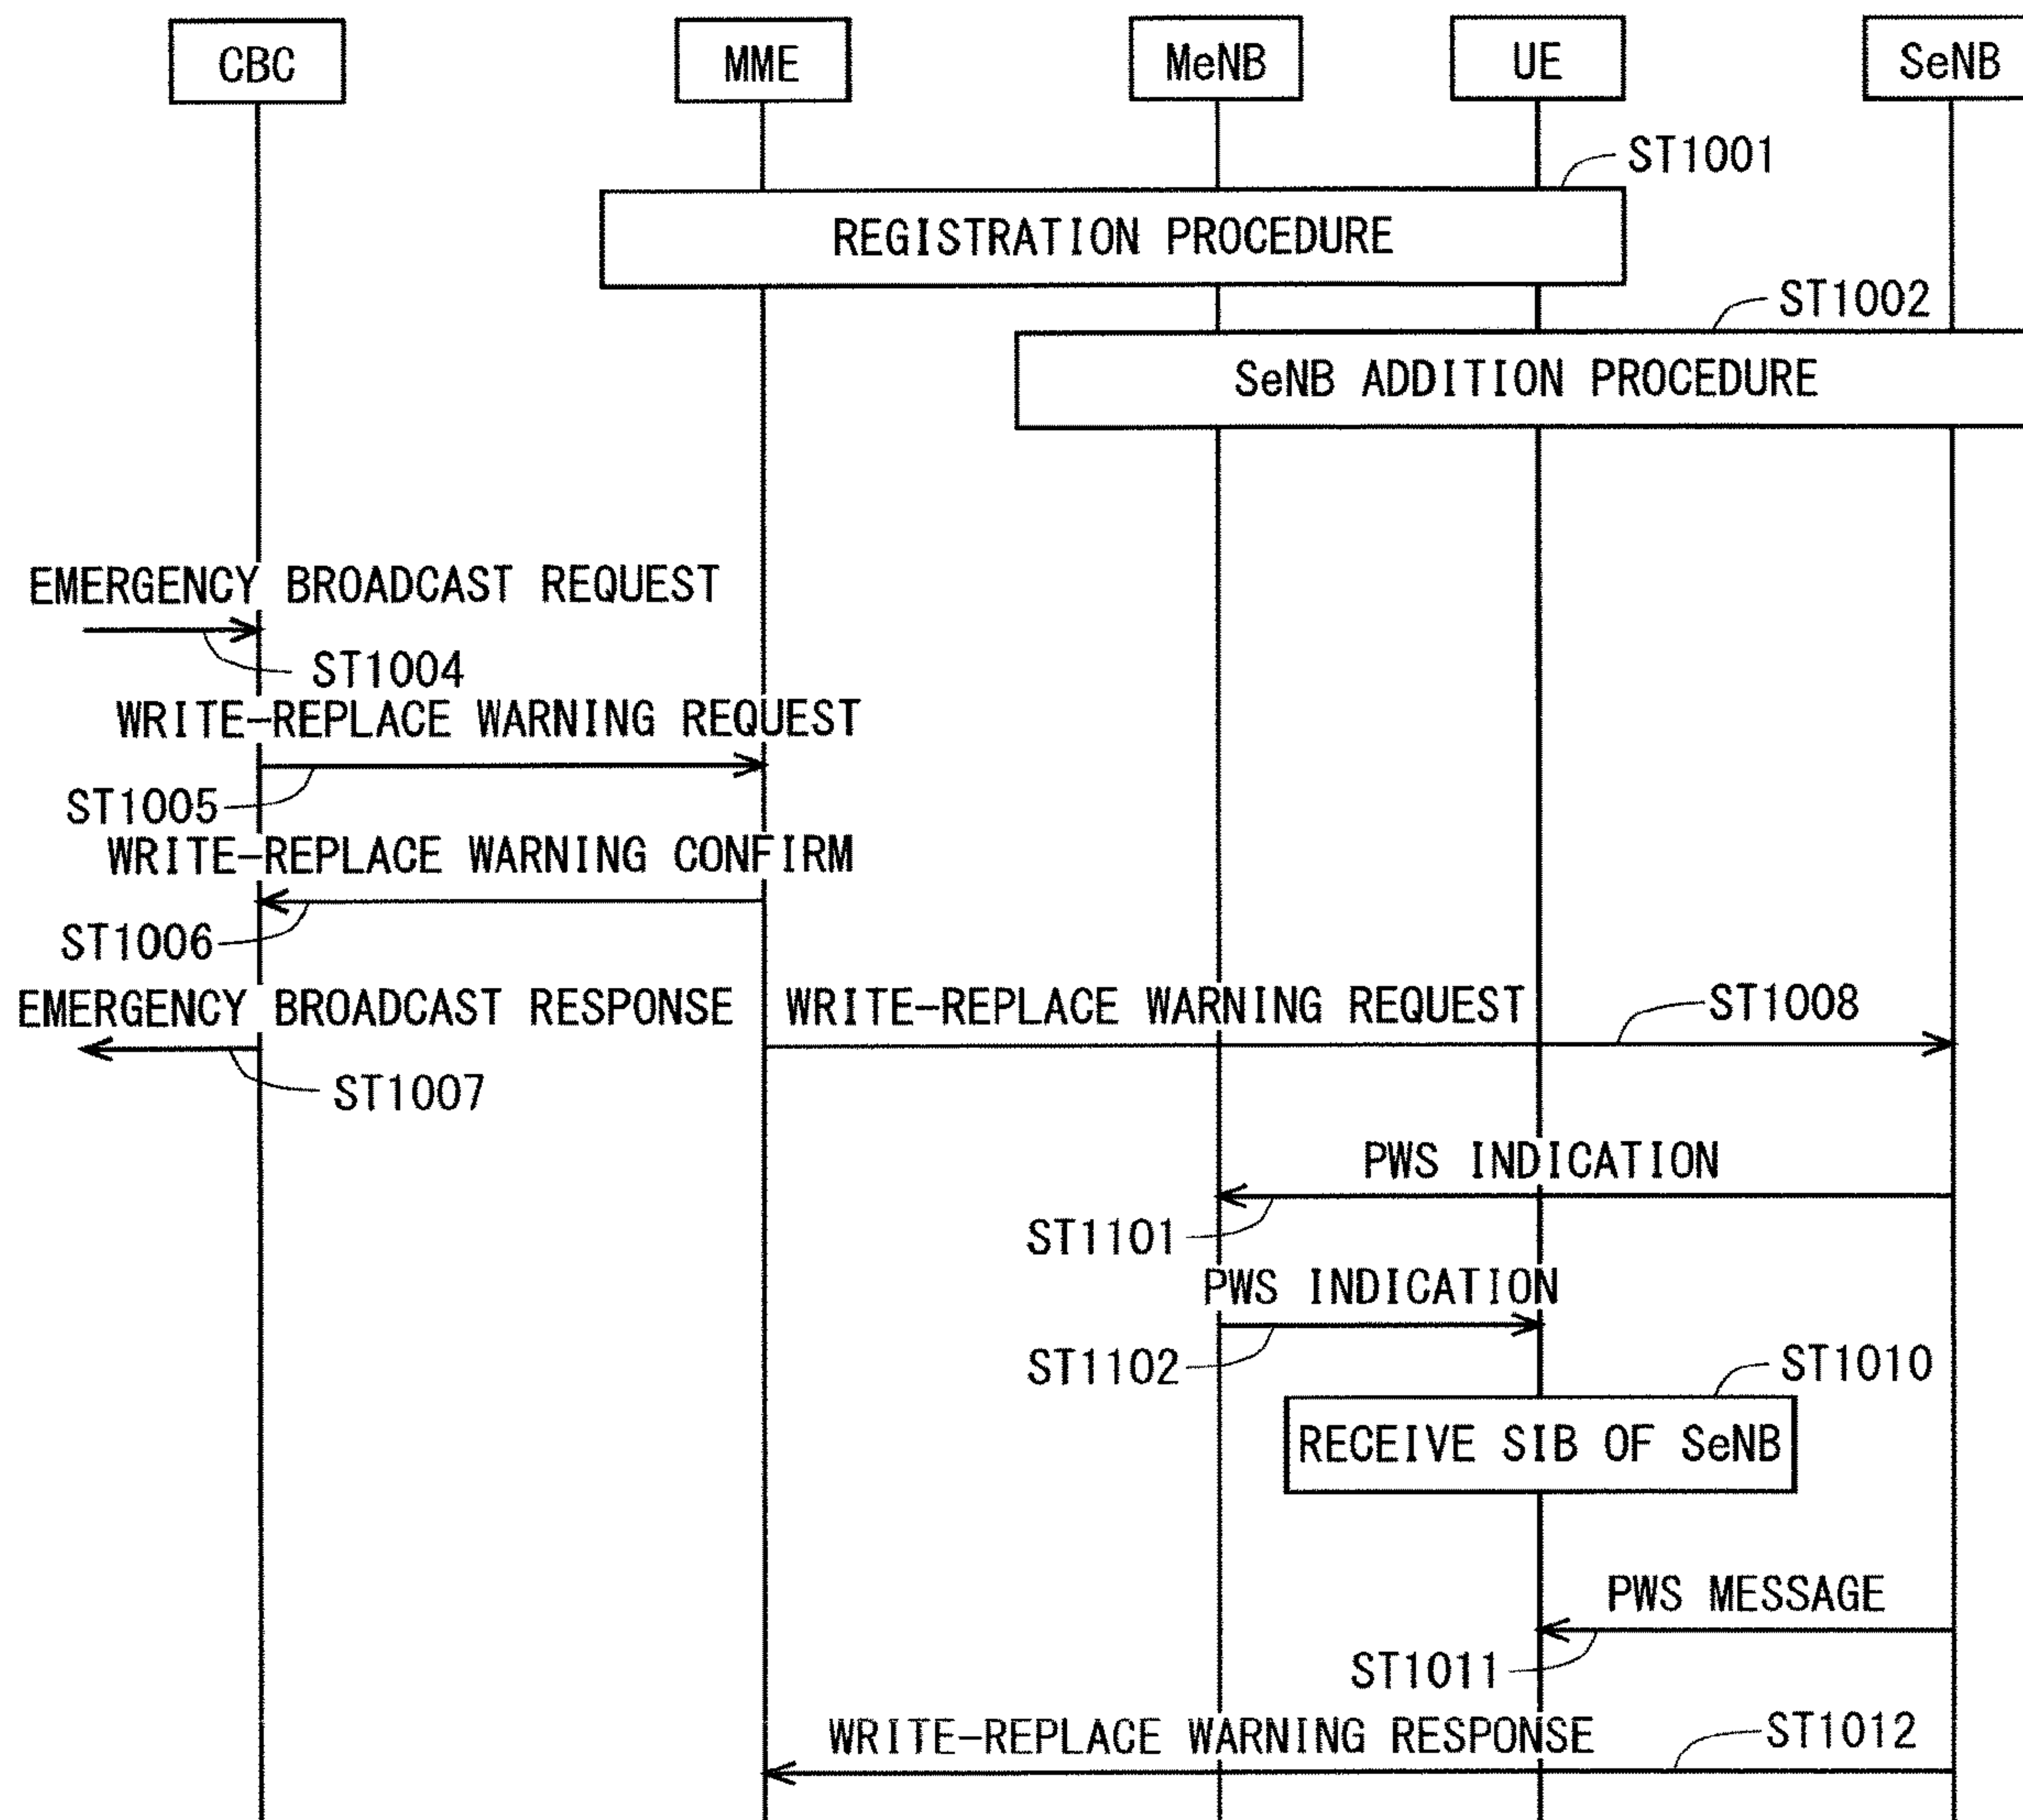 CBC
MME
MeNB
UE
SeNB
ST1001
REGISTRATION PROCEDURE
ST1002
SeNB ADDITION PROCEDURE
EMERGENCY BROADCAST REQUEST
ST1004
WRITE-REPLACE WARNING REQUEST
ST1005
WRITE-REPLACE WARNING CONFIRM
ST1006
EMERGENCY BROADCAST RESPONSE
WRITE-REPLACE WARNING REQUEST
ST1008
ST1007
PWS INDICATION
ST1101
PWS INDICATION
ST1102
ST1010
RECEIVE SIB OF SeNB
PWS MESSAGE
ST1011
WRITE-REPLACE WARNING RESPONSE
ST1012